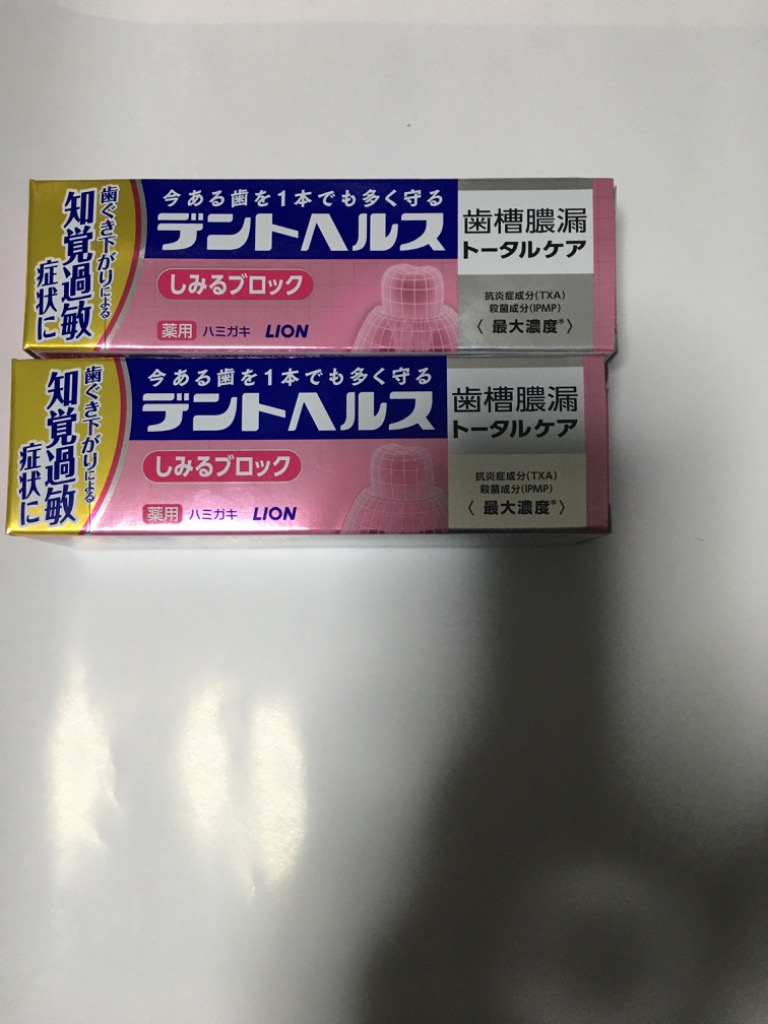 歯ぐき下がりによる
知覚過敏
症状に
今ある歯を1本でも多く守る
デントヘルス
しみるブロック
薬用 ハミガキ LION
歯槽膿漏
トータルケア
抗炎症成分(TXA)
殺菌成分(IPMP)
〈 最大濃度* 〉
歯ぐき下がりによる
知覚過敏
症状に
今ある歯を1本でも多く守る
デントヘルス
しみるブロック
薬用 ハミガキ LION
歯槽膿漏
トータルケア
抗炎症成分(TXA)
殺菌成分(IPMP)
〈 最大濃度* 〉